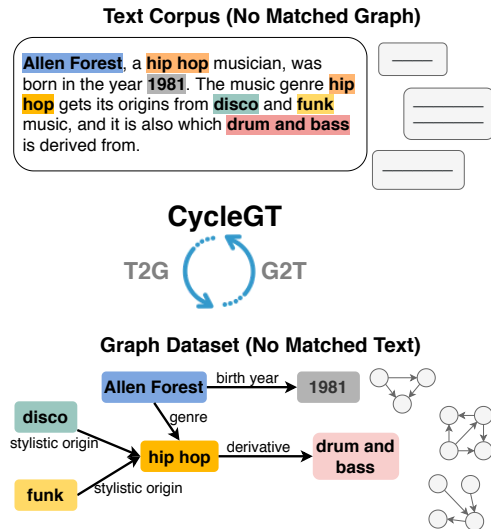 Text Corpus (No Matched Graph)
Allen Forest, a hip hop musician, was
born in the year 1981. The music genre hip
hop gets its origins from disco and funk
music, and it is also which drum and bass
is derived from.
CycleGT
T2G
G2T
Graph Dataset (No Matched Text)
Allen Forest
birth year
1981
disco
genre
stylistic origin
hip hop
derivative
drum and
bass
funk
stylistic origin